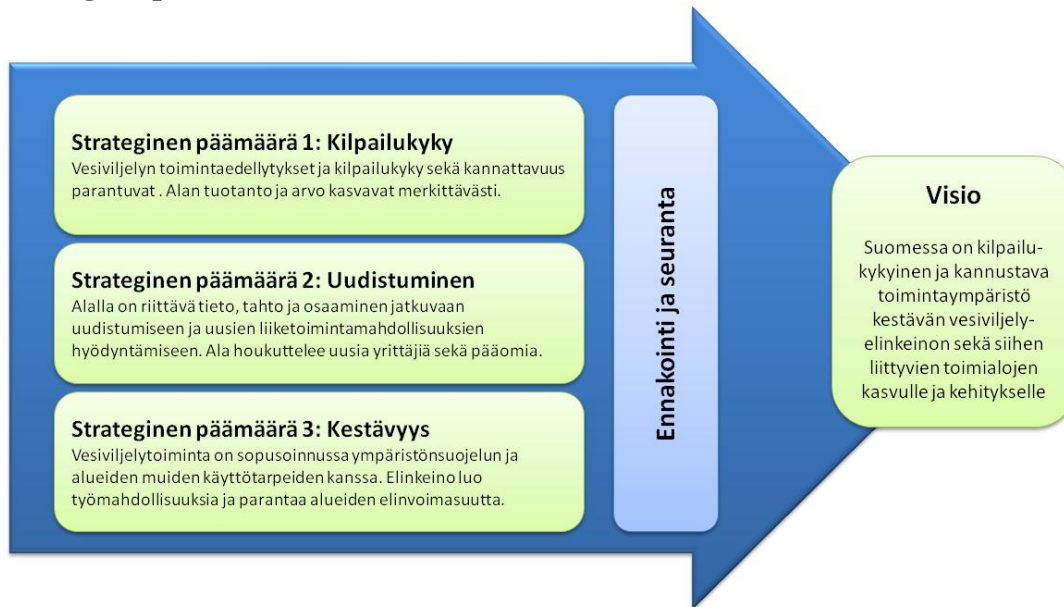 Strateginen päämäärä 1: Kilpailukyky
Vesiviljelyn toimintaedellytykset ja kilpailukyky sekä kannattavuus
parantuvat . Alan tuotanto ja arvo kasvavat merkittävästi.
Strateginen päämäärä 2: Uudistuminen
Alalla on riittävä tieto, tahto ja osaaminen jatkuvaan
uudistumiseen ja uusien liiketoimintamahdollisuuksien
hyödyntämiseen. Ala houkuttelee uusia yrittäjiä sekä pääomia.
Strateginen päämäärä 3: Kestävyys
Vesiviljelytoiminta on sopusoinnussa ympäristönsuojelun ja
alueiden muiden käyttötarpeiden kanssa. Elinkeino luo
työmahdollisuuksia ja parantaa alueiden elinvoimasuutta.
Ennakointi ja seuranta
Visio
Suomessa on kilpailu-
kykyinen ja kannustava
toimintaympäristö
kestävän vesiviljely-
elinkeinon sekä siihen
liittyvien toimialojen
kasvulle ja kehitykselle